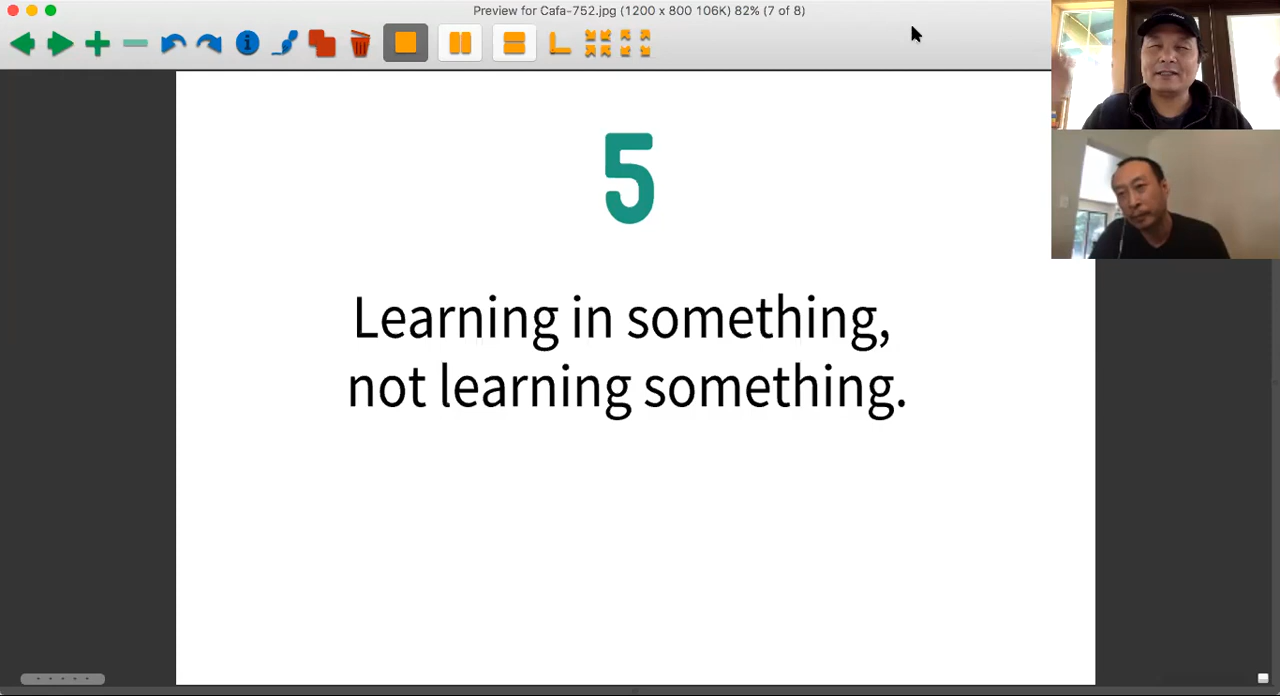 Preview for Cafa-752.jpg (1200 x 800 106K) 82% (7 of 8)
5
Learning in something,
not learning something.